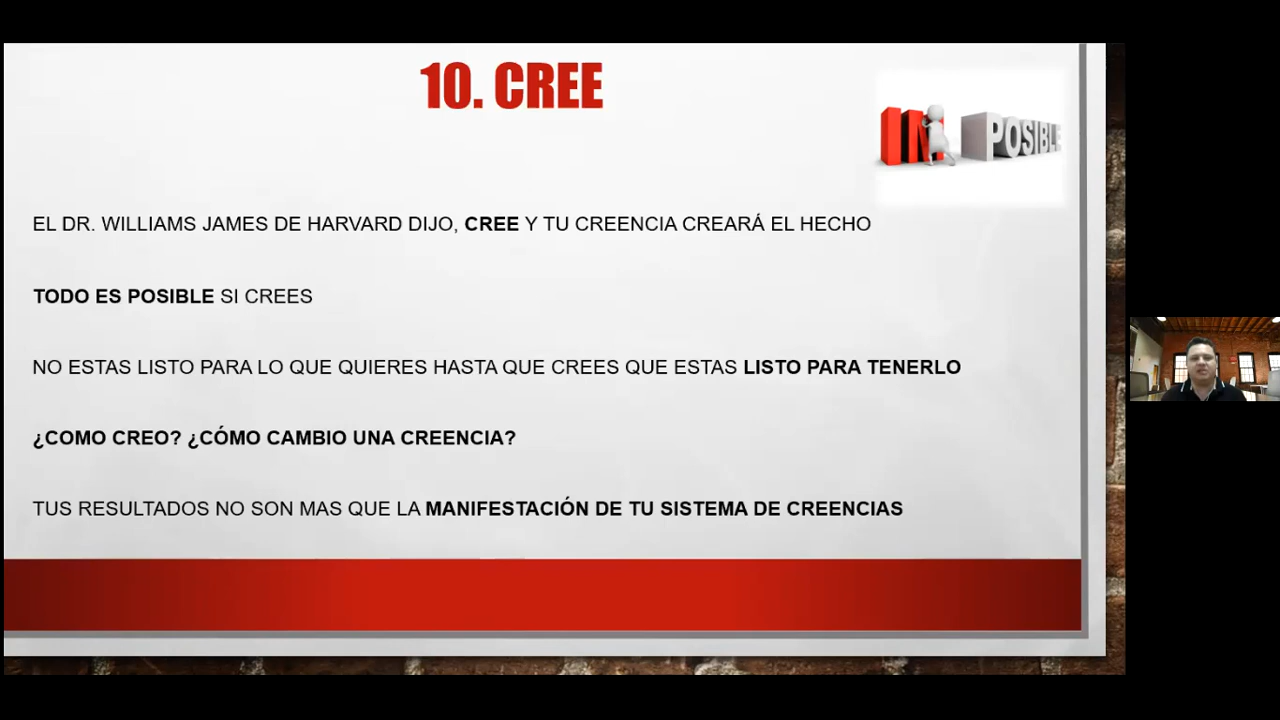 10. CREE
IM POSIBLE
EL DR. WILLIAMS JAMES DE HARVARD DIJO, CREE Y TU CREENCIA CREARÁ EL HECHO
TODO ES POSIBLE SI CREES
NO ESTAS LISTO PARA LO QUE QUIERES HASTA QUE CREES QUE ESTAS LISTO PARA TENERLO
¿COMO CREO? ¿CÓMO CAMBIO UNA CREENCIA?
TUS RESULTADOS NO SON MAS QUE LA MANIFESTACIÓN DE TU SISTEMA DE CREENCIAS